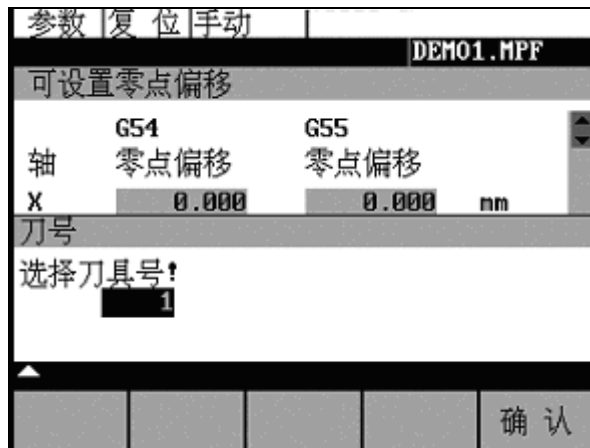 参数 复 位 手动
DEMO1.MPF
可设置零点偏移
G54 G55
轴 零点偏移 零点偏移
X 0.000 0.000 mm
刀号
选择刀具号!
1
确 认